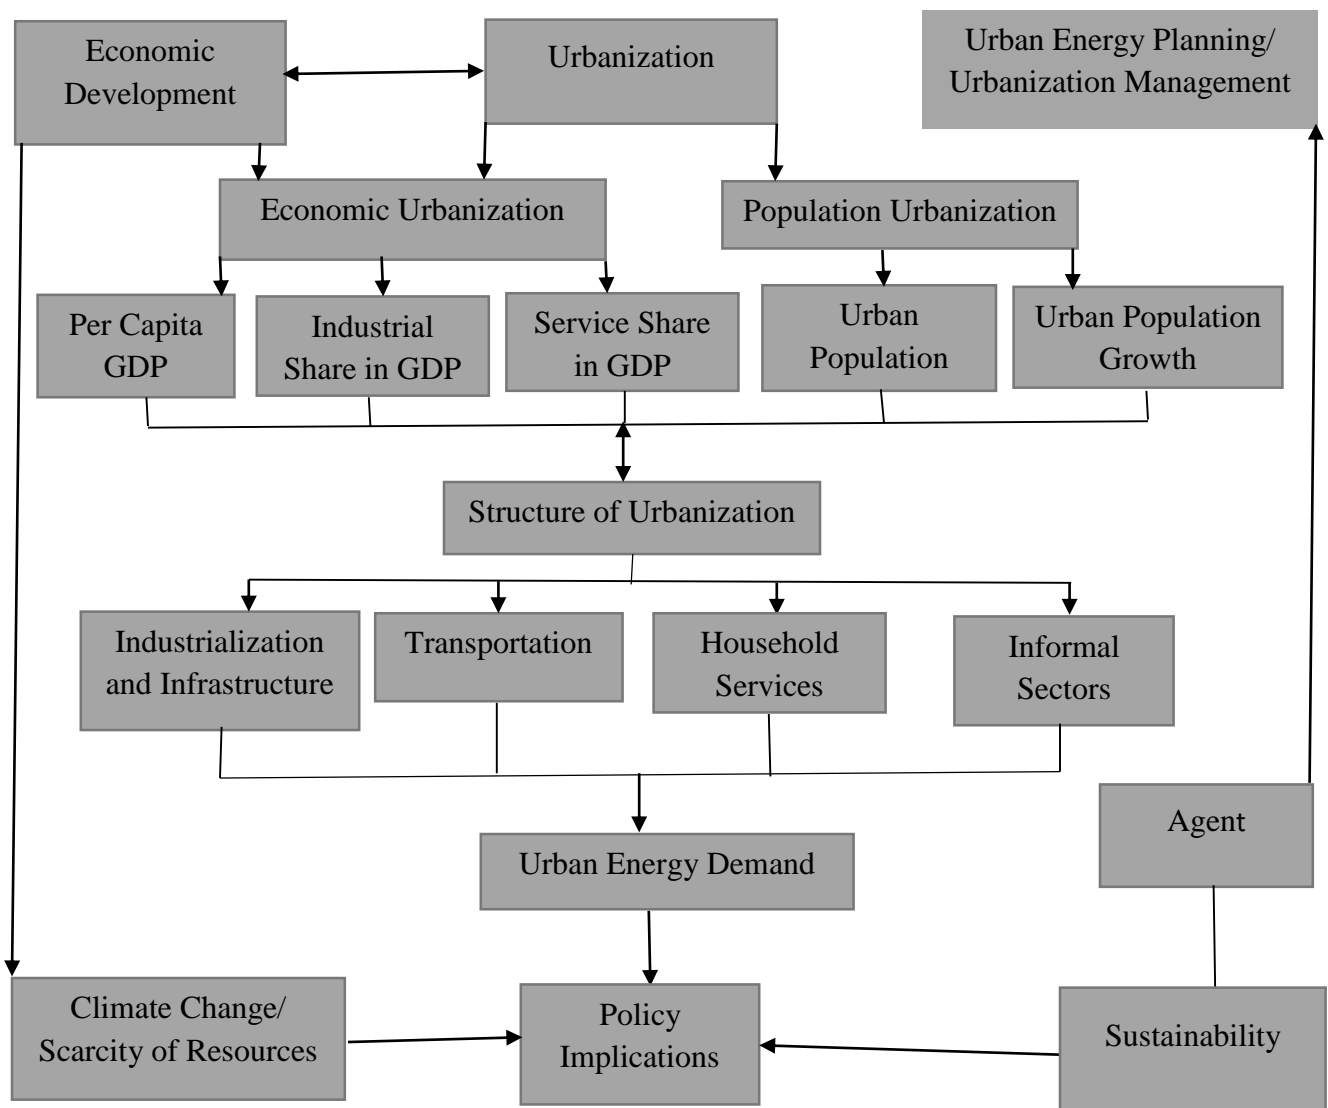 Economic
Development
Urbanization
Urban Energy Planning/
Urbanization Management
Economic Urbanization
Population Urbanization
Per Capita
GDP
Industrial
Share in GDP
Service Share
in GDP
Urban
Population
Urban Population
Growth
Structure of Urbanization
Industrialization
and Infrastructure
Transportation
Household
Services
Informal
Sectors
Agent
Urban Energy Demand
Climate Change/
Scarcity of Resources
Policy
Implications
Sustainability